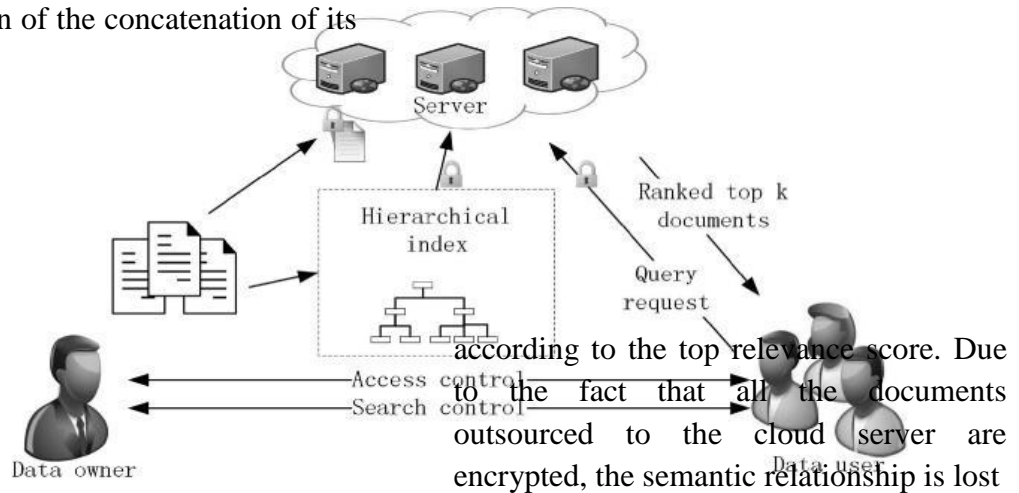 n of the concatenation of its
Server
Ranked top k
documents
Hierarchical
index
Query
request
according to the top relevance score. Due
Access control
to the fact that all the documents
Search control
outsourced to the cloud server are
Data owner
Data user
encrypted, the semantic relationship is lost